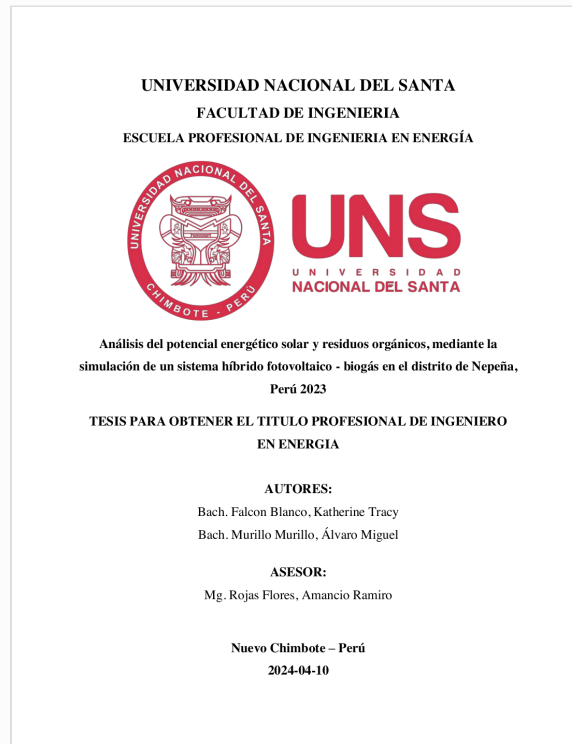 UNIVERSIDAD NACIONAL DEL SANTA
FACULTAD DE INGENIERIA
ESCUELA PROFESIONAL DE INGENIERIA EN ENERGÍA
UNIVERSIDAD NACIONAL DEL SANTA
CHIMBOTE - PERÚ
UNS
UNIVERSIDAD
NACIONAL DEL SANTA
Análisis del potencial energético solar y residuos orgánicos, mediante la
simulación de un sistema híbrido fotovoltaico - biogás en el distrito de Nepeña,
Perú 2023
TESIS PARA OBTENER EL TITULO PROFESIONAL DE INGENIERO
EN ENERGIA
AUTORES:
Bach. Falcon Blanco, Katherine Tracy
Bach. Murillo Murillo, Álvaro Miguel
ASESOR:
Mg. Rojas Flores, Amancio Ramiro
Nuevo Chimbote – Perú
2024-04-10